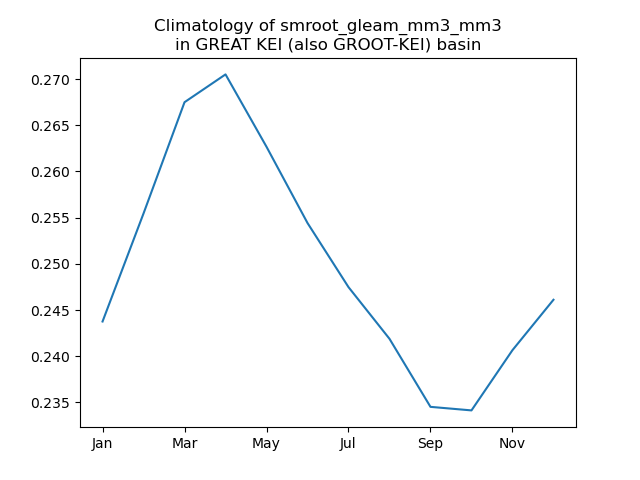 Climatology of smroot_gleam_mm3_mm3
in GREAT KEI (also GROOT-KEI) basin
0.270
0.265
0.260
0.255
0.250
0.245
0.240
0.235
Jan Mar May Jul Sep Nov